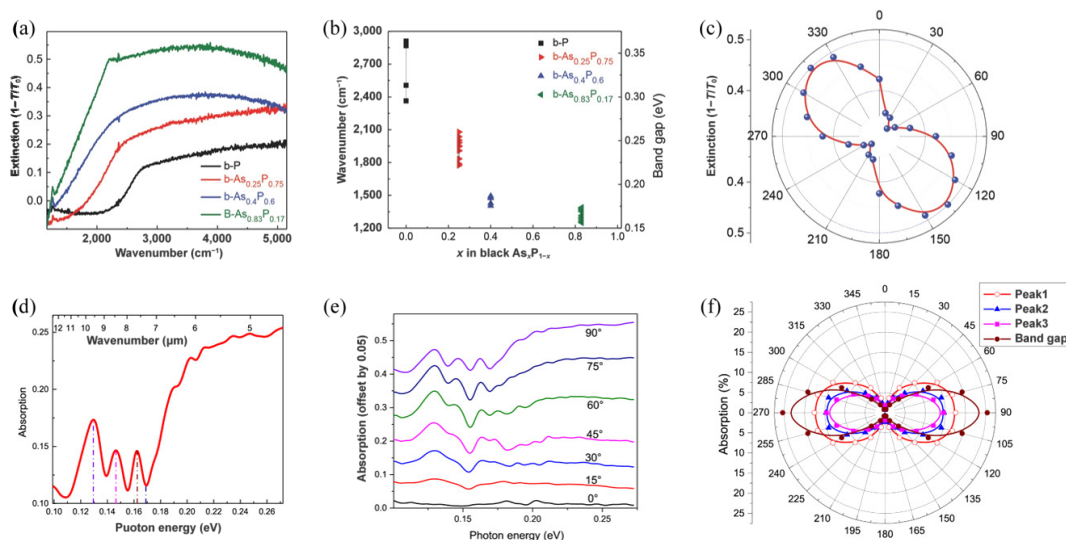 (a)
Extinction (1−T/T₀)
0.5
0.4
0.3
0.2
0.1
0.0
b-P
b-As₀.₂₅P₀.₇₅
b-As₀.₄P₀.₆
B-As₀.₈₃P₀.₁₇
2,000 3,000 4,000 5,000
Wavenumber (cm⁻¹)
(b)
Wavenumber (cm⁻¹)
3,000
2,700
2,400
2,100
1,800
1,500
1,200
b-P
b-As₀.₂₅P₀.₇₅
b-As₀.₄P₀.₆
b-As₀.₈₃P₀.₁₇
0.35
0.30
0.25
0.20
0.15
Band gap (eV)
0.0 0.2 0.4 0.6 0.8 1.0
x in black AsₓP₁₋ₓ
(c)
Extinction (1−T/T₀)
0.5
0.4
0.4
0.5
0
30
60
90
120
150
180
210
240
270
300
330
(d)
12 11 10 9 8 7 6 5
Wavenumber (μm)
Absorption
0.25
0.20
0.15
0.10
0.10 0.12 0.14 0.16 0.18 0.20 0.22 0.24 0.26
Puoton energy (eV)
(e)
Absorption (offset by 0.05)
0.5
0.4
0.3
0.2
0.1
0.0
90°
75°
60°
45°
30°
15°
0°
0.15 0.20 0.25
Photon energy (eV)
(f)
Absorption (%)
25
20
15
10
5
0
5
10
15
20
25
0
15
30
45
60
75
90
105
120
135
150
165
180
195
210
225
240
255
270
285
300
315
330
345
Peak1
Peak2
Peak3
Band gap